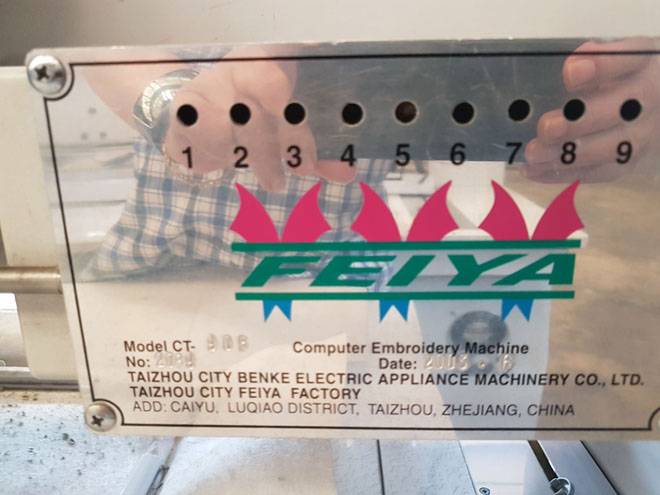 1 2 3 4 5 6 7 8 9
FEIYA
Model CT- Computer Embroidery Machine
No: Date:
TAIZHOU CITY BENKE ELECTRIC APPLIANCE MACHINERY CO., LTD.
TAIZHOU CITY FEIYA FACTORY
ADD: CAIYU, LUQIAO DISTRICT, TAIZHOU, ZHEJIANG, CHINA